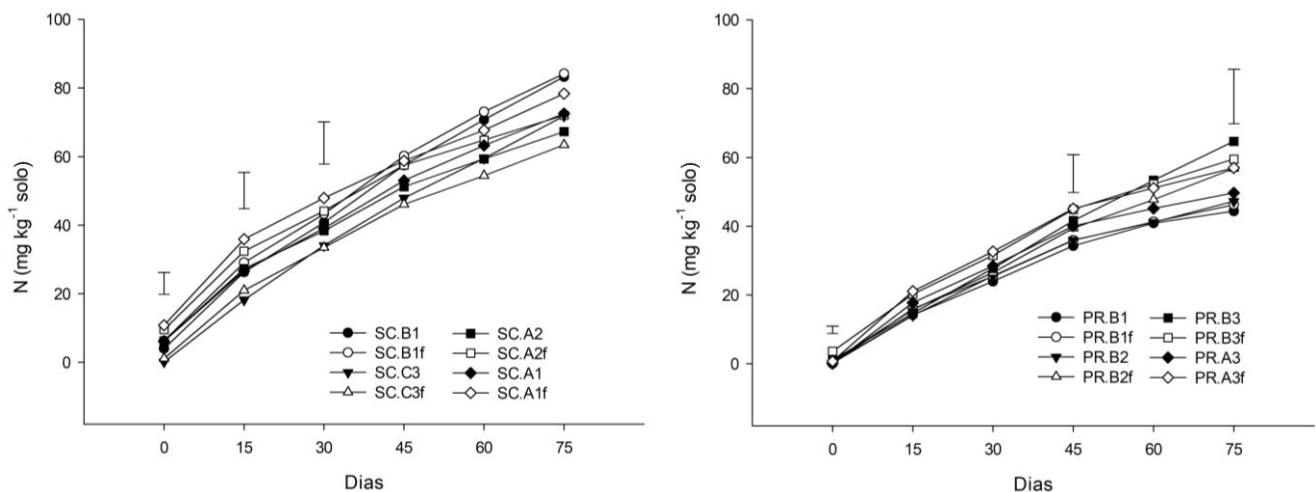 100
80
60
40
20
0
N (mg kg⁻¹ solo)
SC.B1 SC.A2
SC.B1f SC.A2f
SC.C3 SC.A1
SC.C3f SC.A1f
0 15 30 45 60 75
Dias
100
80
60
40
20
0
N (mg kg⁻¹ solo)
PR.B1 PR.B3
PR.B1f PR.B3f
PR.B2 PR.A3
PR.B2f PR.A3f
0 15 30 45 60 75
Dias